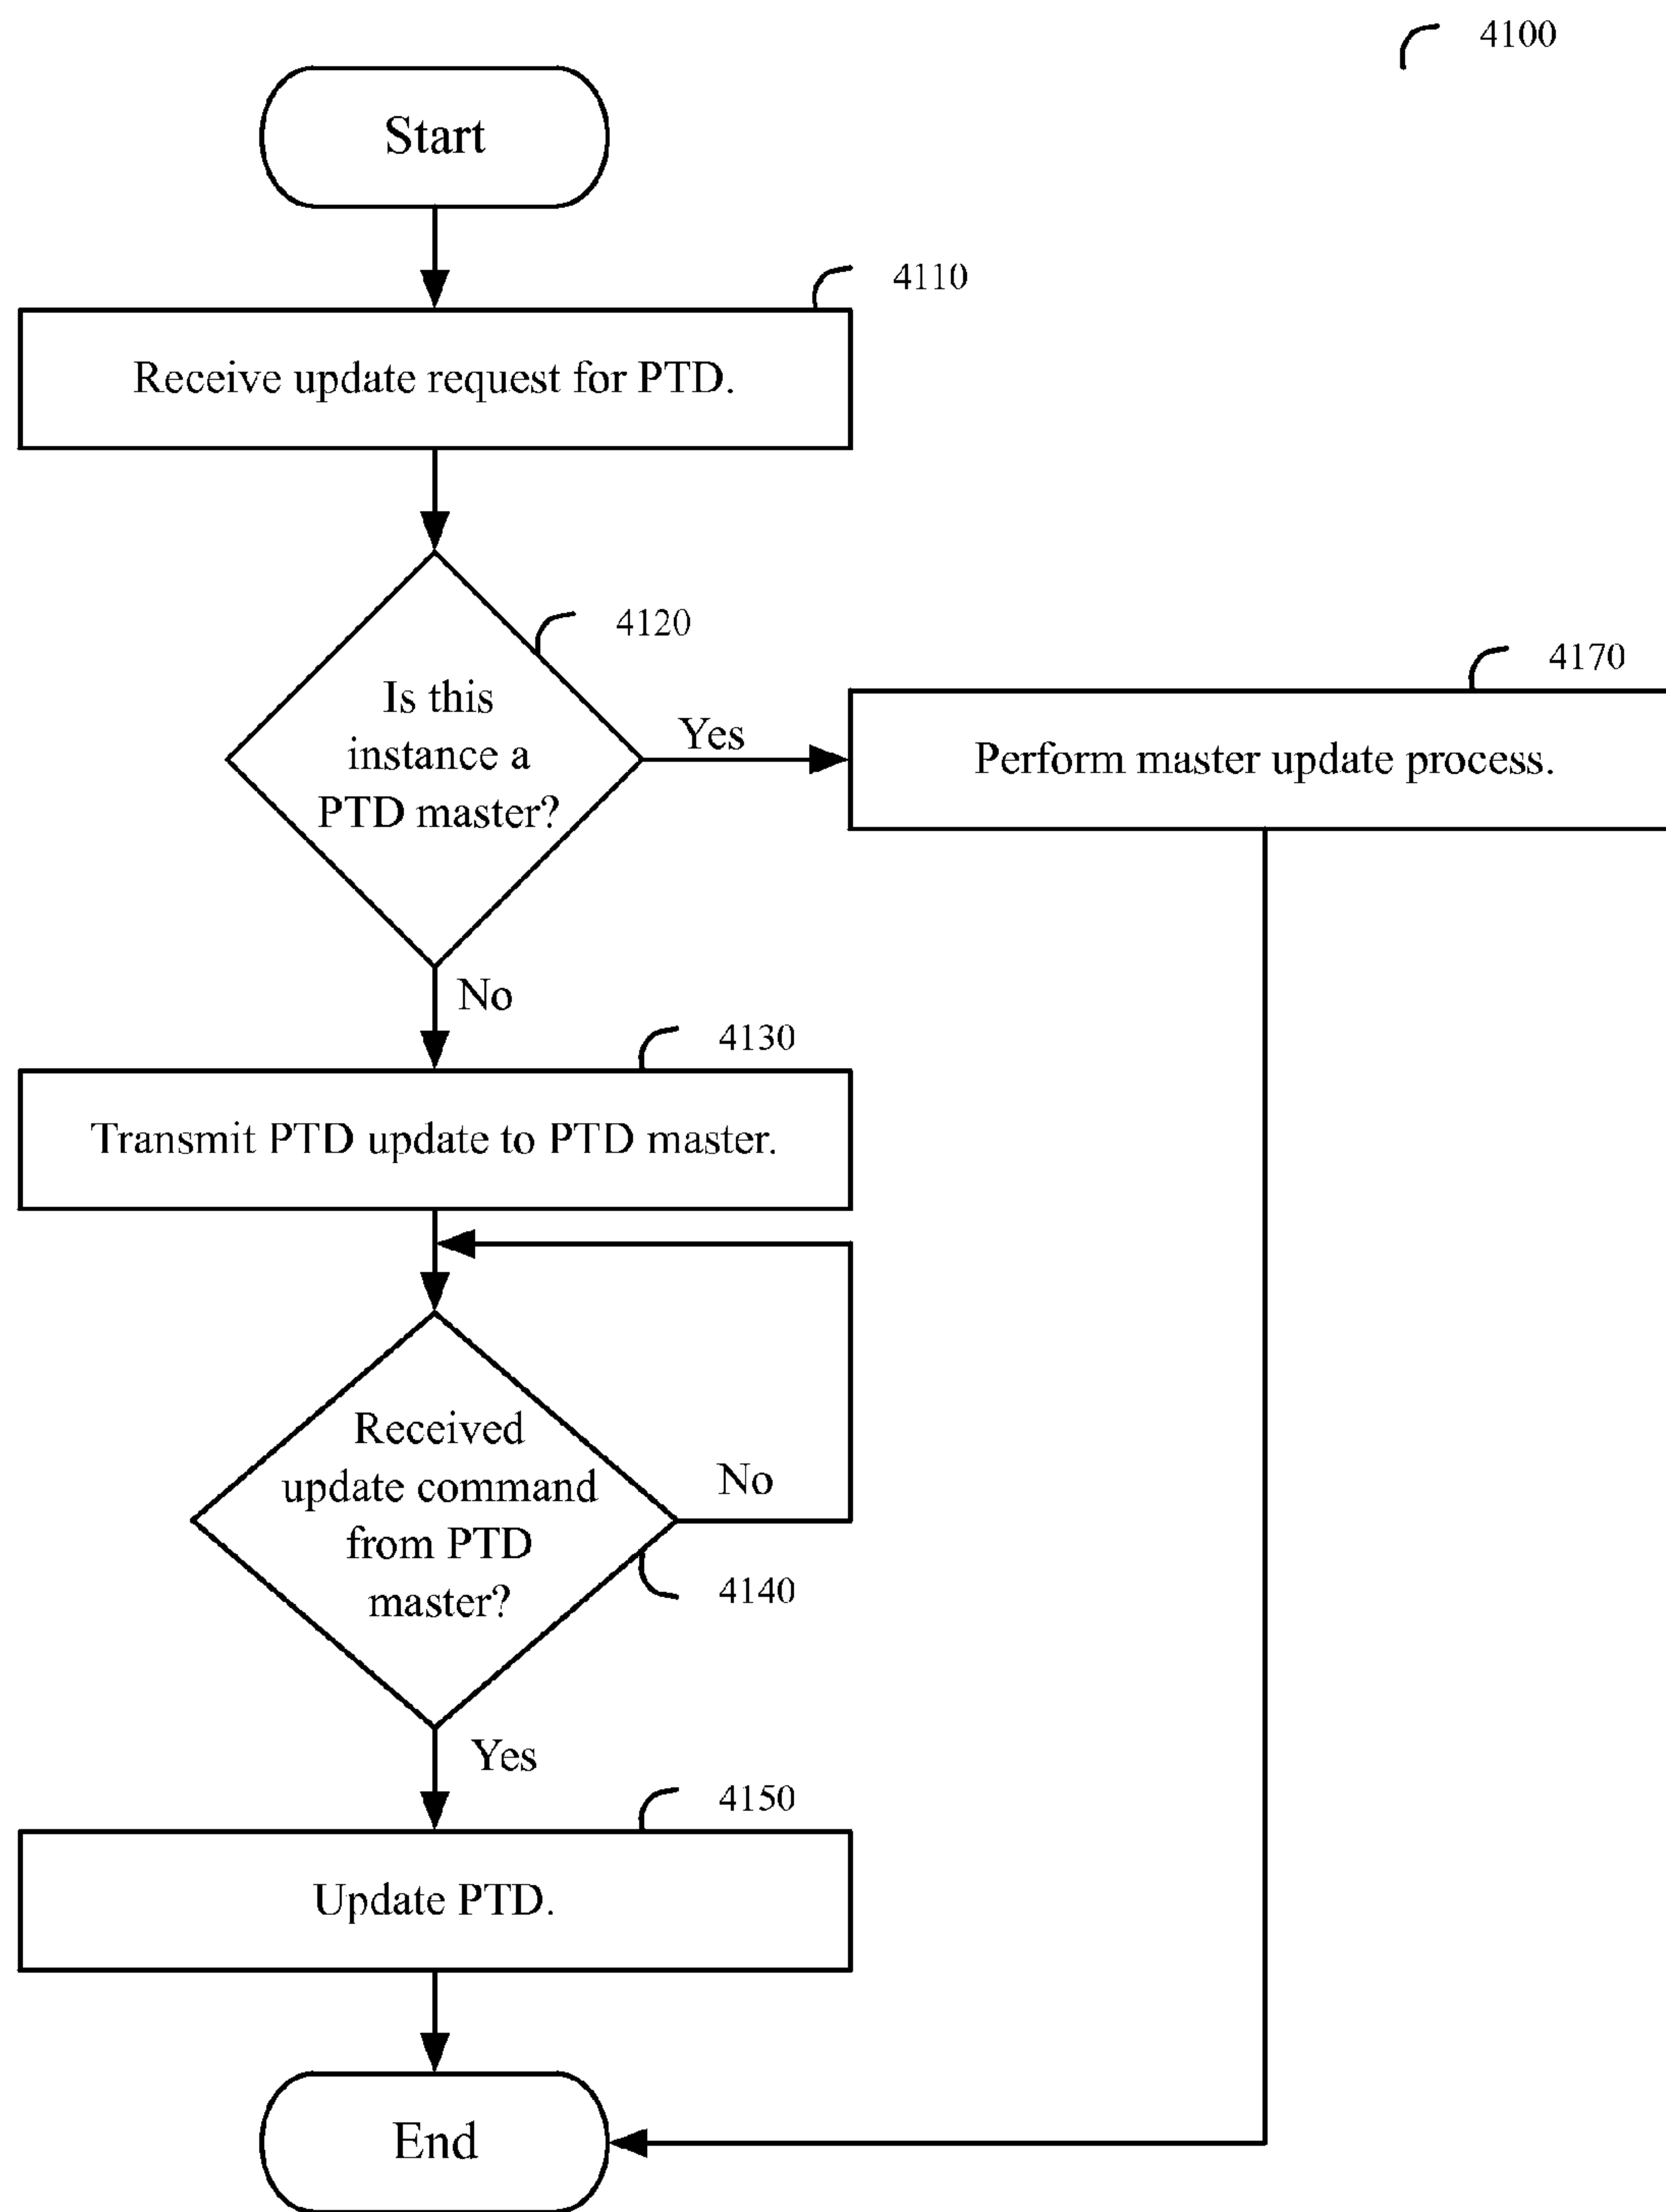 4100
Start
4110
Receive update request for PTD.
4120
Is this
instance a
PTD master?
Yes
4170
Perform master update process.
No
4130
Transmit PTD update to PTD master.
Received
update command
from PTD
master?
No
4140
Yes
4150
Update PTD.
End